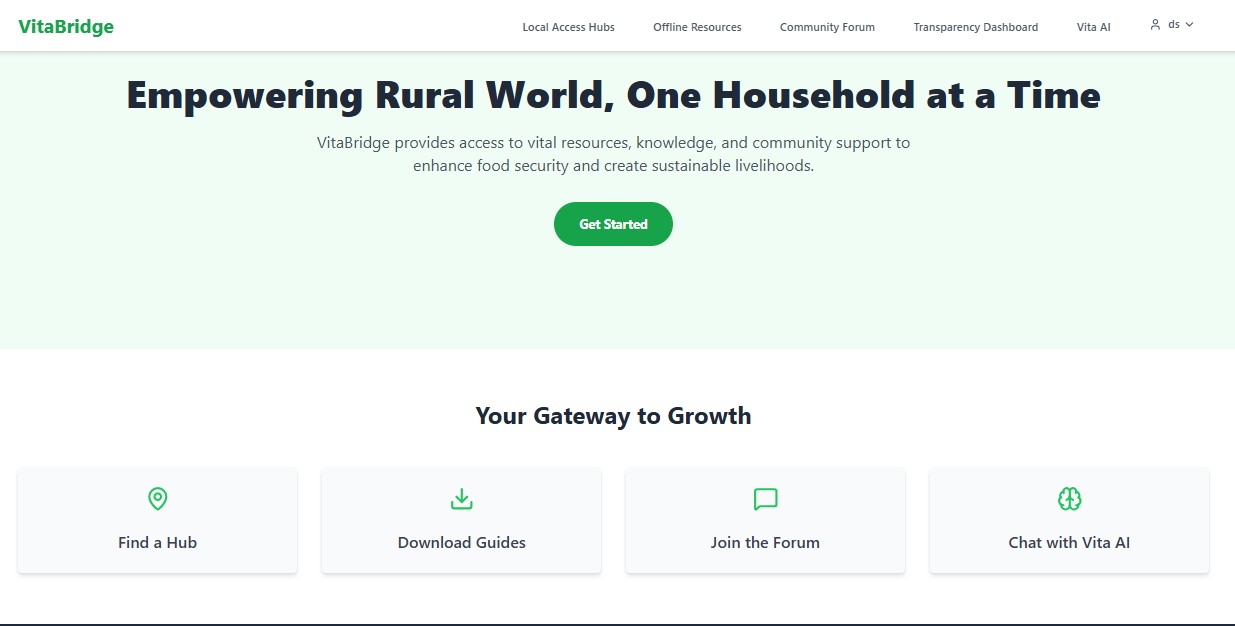 VitaBridge
Local Access Hubs
Offline Resources
Community Forum
Transparency Dashboard
Vita AI
ds
Empowering Rural World, One Household at a Time
VitaBridge provides access to vital resources, knowledge, and community support to
enhance food security and create sustainable livelihoods.
Get Started
Your Gateway to Growth
Find a Hub
Download Guides
Join the Forum
Chat with Vita AI